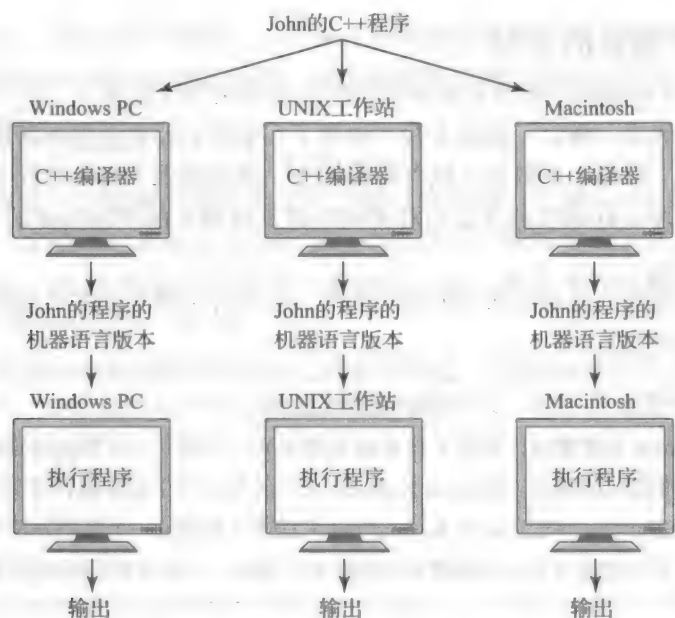 John的C++程序
Windows PC
UNIX工作站
Macintosh
C++编译器
C++编译器
C++编译器
John的程序的
机器语言版本
John的程序的
机器语言版本
John的程序的
机器语言版本
Windows PC
UNIX工作站
Macintosh
执行程序
执行程序
执行程序
输出
输出
输出